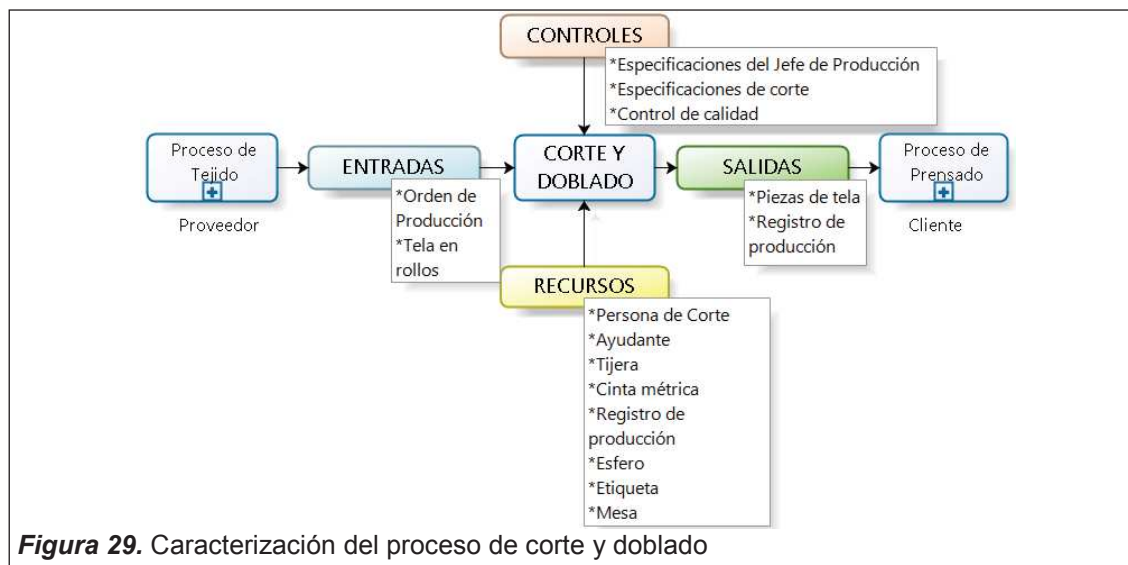 CONTROLES
*Especificaciones del Jefe de Producción
*Especificaciones de corte
*Control de calidad
Proceso de
Tejido
Proveedor
ENTRADAS
*Orden de
Producción
*Tela en
rollos
CORTE Y
DOBLADO
SALIDAS
*Piezas de tela
*Registro de
producción
Proceso de
Prensado
Cliente
RECURSOS
*Persona de Corte
*Ayudante
*Tijera
*Cinta métrica
*Registro de
producción
*Esfero
*Etiqueta
*Mesa
Figura 29. Caracterización del proceso de corte y doblado